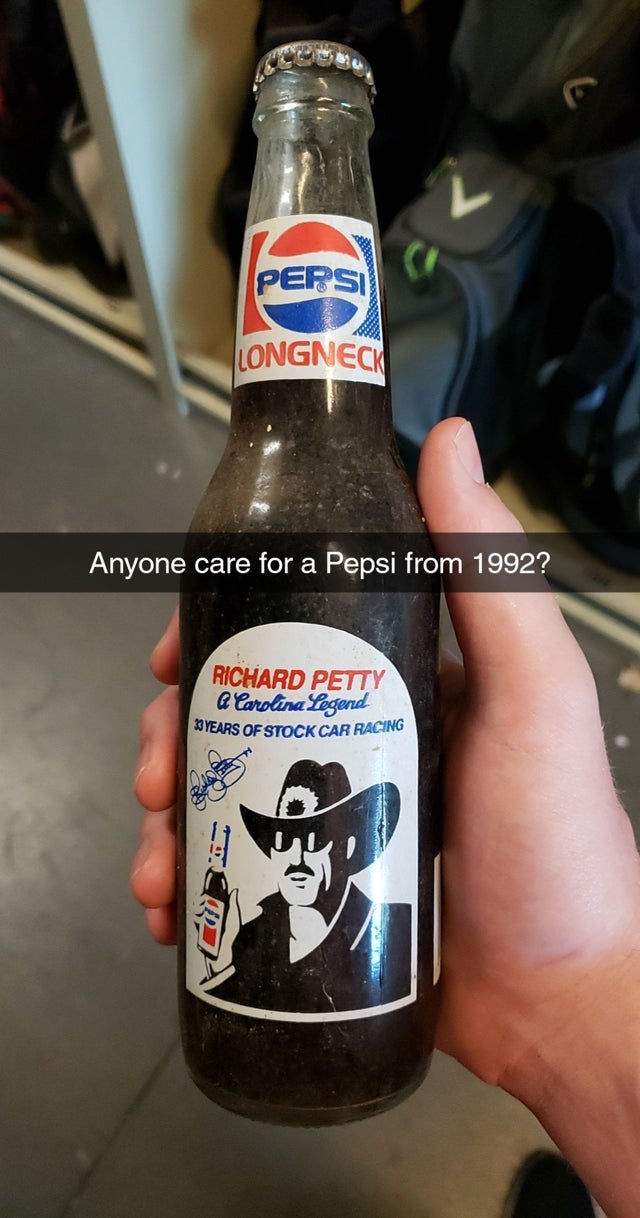 PEPSI
LONGNECK
Anyone care for a Pepsi from 1992?
RICHARD PETTY
A Carolina Legend
33 YEARS OF STOCK CAR RACING